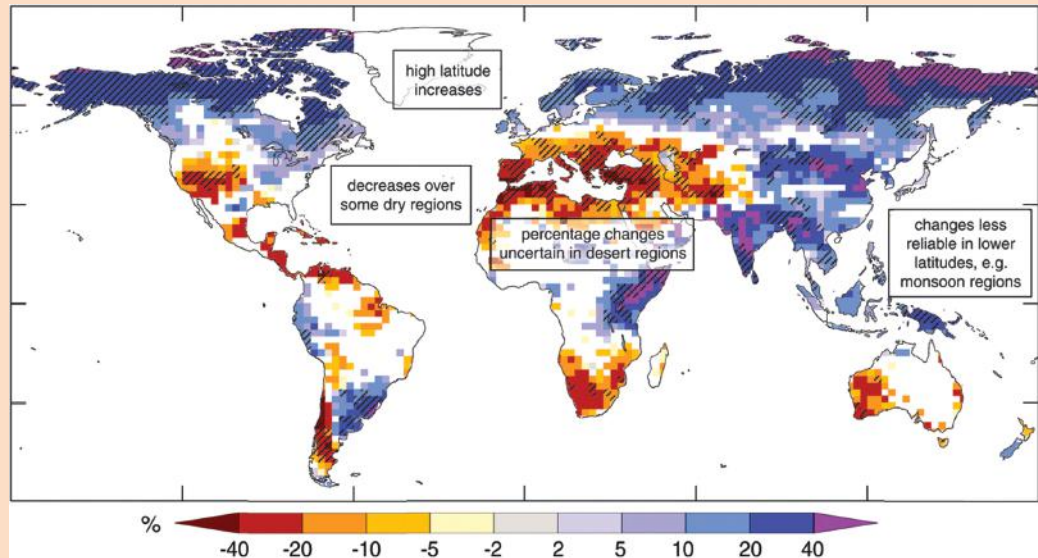 high latitude
increases
decreases over
some dry regions
percentage changes
uncertain in desert regions
changes less
reliable in lower
latitudes, e.g.
monsoon regions
% -40 -20 -10 -5 -2 2 5 10 20 40